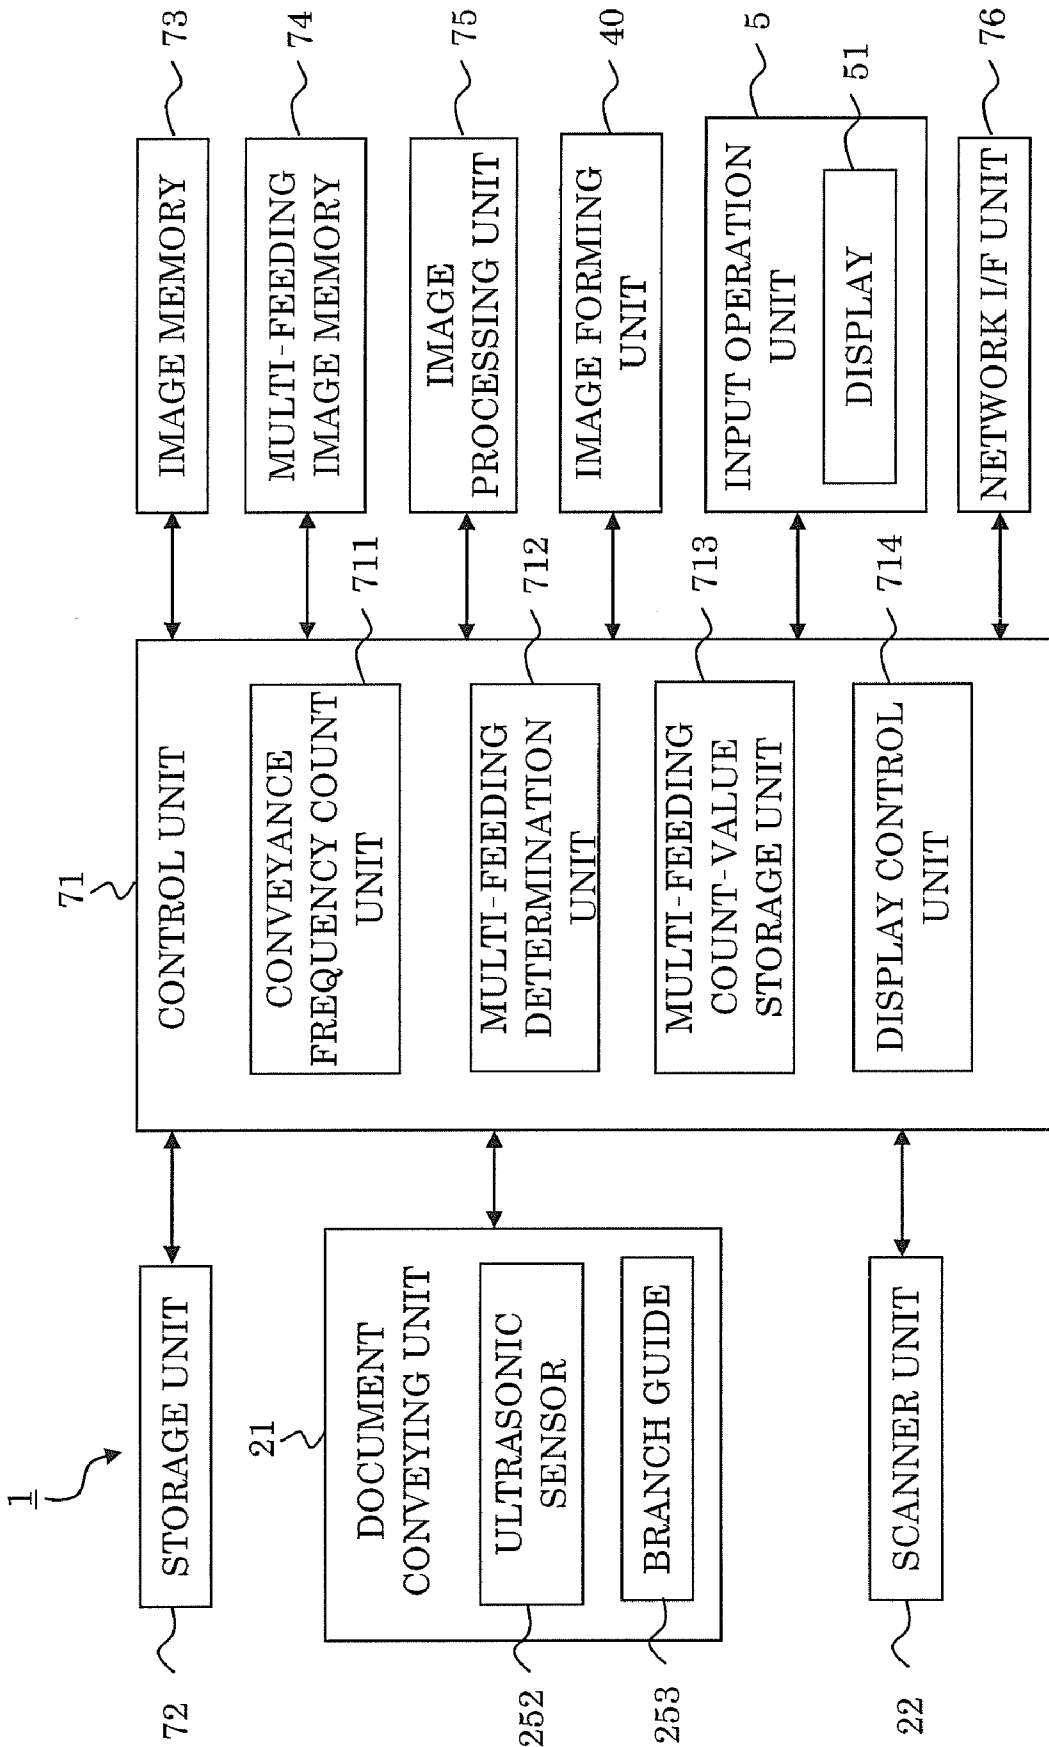 1
72
STORAGE UNIT
21
DOCUMENT
CONVEYING UNIT
252
ULTRASONIC
SENSOR
253
BRANCH GUIDE
22
SCANNER UNIT
71
CONTROL UNIT
CONVEYANCE
FREQUENCY COUNT
UNIT
711
MULTI-FEEDING
DETERMINATION
UNIT
712
MULTI-FEEDING
COUNT-VALUE
STORAGE UNIT
713
DISPLAY CONTROL
UNIT
714
IMAGE MEMORY
73
MULTI-FEEDING
IMAGE MEMORY
74
IMAGE
PROCESSING UNIT
75
IMAGE FORMING
UNIT
40
INPUT OPERATION
UNIT
5
DISPLAY
51
NETWORK I/F UNIT
76